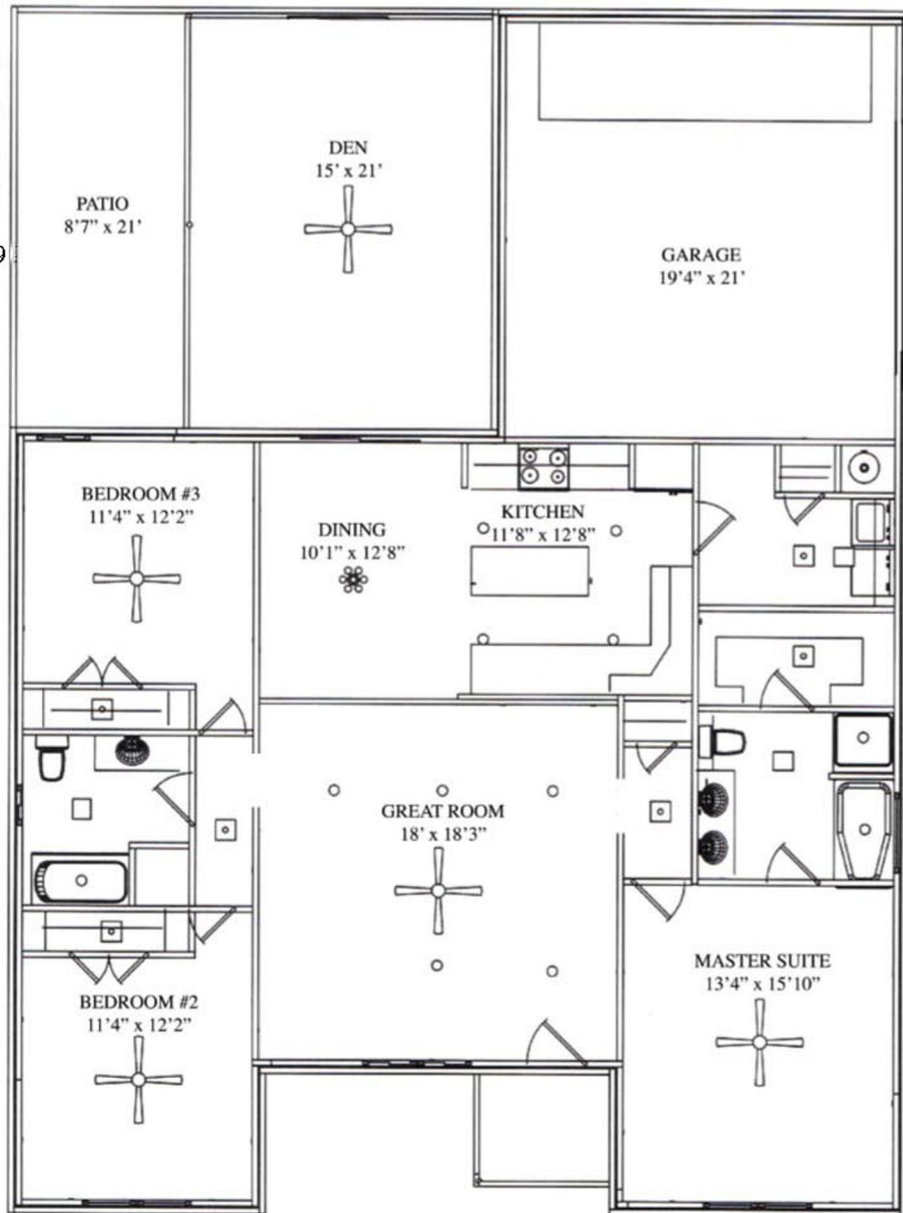 DEN
15' x 21'
PATIO
8'7” x 21'
9
GARAGE
19'4” x 21'
BEDROOM #3
11'4” x 12'2”
KITCHEN
11'8” x 12'8”
DINING
10'1” x 12'8”
GREAT ROOM
18' x 18'3”
MASTER SUITE
13'4” x 15'10”
BEDROOM #2
11'4” x 12'2”